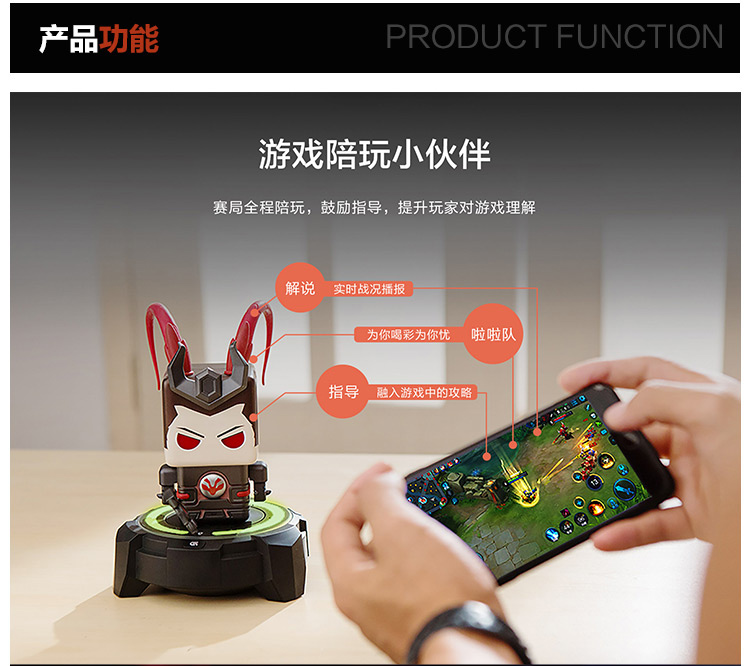 产品功能
PRODUCT FUNCTION
游戏陪玩小伙伴
赛局全程陪玩，鼓励指导，提升玩家对游戏理解
解说 实时战况播报
为你喝彩为你忧 啦啦队
指导 融入游戏中的攻略